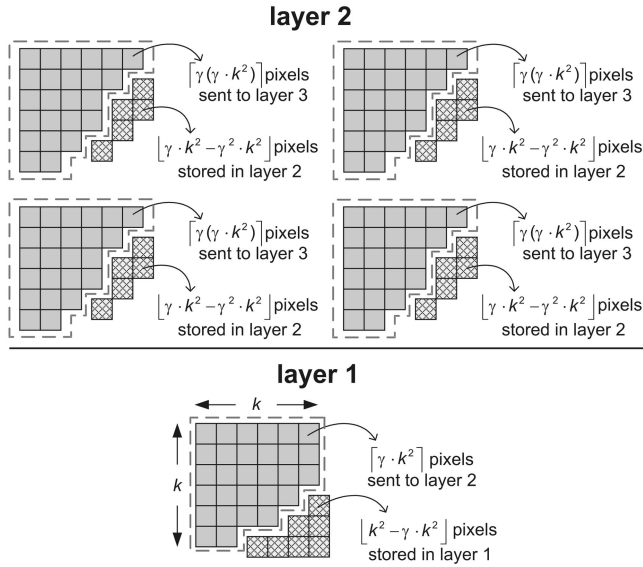 layer 2
⌈γ(γ · k²)⌉ pixels
sent to layer 3
⌊γ · k² − γ² · k²⌋ pixels
stored in layer 2
⌈γ(γ · k²)⌉ pixels
sent to layer 3
⌊γ · k² − γ² · k²⌋ pixels
stored in layer 2
⌈γ(γ · k²)⌉ pixels
sent to layer 3
⌊γ · k² − γ² · k²⌋ pixels
stored in layer 2
⌈γ(γ · k²)⌉ pixels
sent to layer 3
⌊γ · k² − γ² · k²⌋ pixels
stored in layer 2
layer 1
k
k
⌈γ · k²⌉ pixels
sent to layer 2
⌊k² − γ · k²⌋ pixels
stored in layer 1